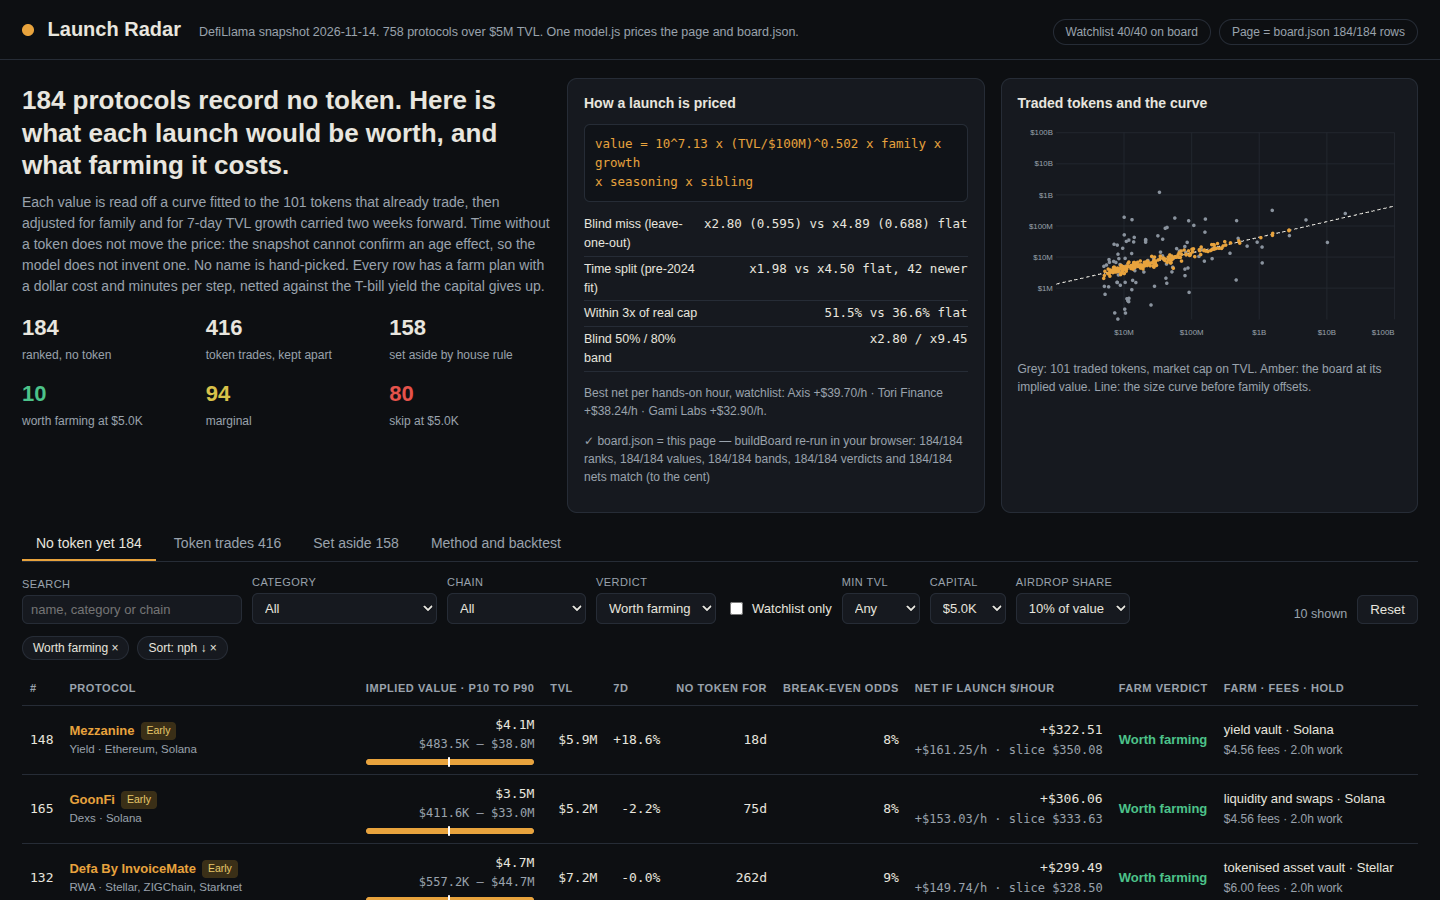 Launch Radar
DefiLlama snapshot 2026-11-14. 758 protocols over $5M TVL. One model.js prices the page and board.json.
Watchlist 40/40 on board
Page = board.json 184/184 rows
184 protocols record no token. Here is
what each launch would be worth, and
what farming it costs.
Each value is read off a curve fitted to the 101 tokens that already trade, then
adjusted for family and for 7-day TVL growth carried two weeks forward. Time without
a token does not move the price: the snapshot cannot confirm an age effect, so the
model does not invent one. No name is hand-picked. Every row has a farm plan with
a dollar cost and minutes per step, netted against the T-bill yield the capital gives up.
184
416
158
ranked, no token
token trades, kept apart
set aside by house rule
10
94
80
worth farming at $5.0K
marginal
skip at $5.0K
How a launch is priced
value = 10^7.13 x (TVL/$100M)^0.502 x family x
growth
x seasoning x sibling
Blind miss (leave-
one-out)
x2.80 (0.595) vs x4.89 (0.688) flat
Time split (pre-2024
fit)
x1.98 vs x4.50 flat, 42 newer
Within 3x of real cap
51.5% vs 36.6% flat
Blind 50% / 80%
band
x2.80 / x9.45
Best net per hands-on hour, watchlist: Axis +$39.70/h · Tori Finance
+$38.24/h · Gami Labs +$32.90/h.
✓ board.json = this page — buildBoard re-run in your browser: 184/184
ranks, 184/184 values, 184/184 bands, 184/184 verdicts and 184/184
nets match (to the cent)
Traded tokens and the curve
$100B
$10B
$1B
$100M
$10M
$1M
$10M
$100M
$1B
$10B
$100B
Grey: 101 traded tokens, market cap on TVL. Amber: the board at its
implied value. Line: the size curve before family offsets.
No token yet 184
Token trades 416
Set aside 158
Method and backtest
SEARCH
CATEGORY
CHAIN
VERDICT
MIN TVL
CAPITAL
AIRDROP SHARE
name, category or chain
All
All
Worth farming
Watchlist only
Any
$5.0K
10% of value
10 shown
Reset
Worth farming ×
Sort: nph ↓ ×
#
PROTOCOL
IMPLIED VALUE · P10 TO P90
TVL
7D
NO TOKEN FOR
BREAK-EVEN ODDS
NET IF LAUNCH $/HOUR
FARM VERDICT
FARM · FEES · HOLD
148
Mezzanine Early
Yield · Ethereum, Solana
$4.1M
$483.5K — $38.8M
$5.9M
+18.6%
18d
8%
+$322.51
+$161.25/h · slice $350.08
Worth farming
yield vault · Solana
$4.56 fees · 2.0h work
165
GoonFi Early
Dexs · Solana
$3.5M
$411.6K — $33.0M
$5.2M
-2.2%
75d
8%
+$306.06
+$153.03/h · slice $333.63
Worth farming
liquidity and swaps · Solana
$4.56 fees · 2.0h work
132
Defa By InvoiceMate Early
RWA · Stellar, ZIGChain, Starknet
$4.7M
$557.2K — $44.7M
$7.2M
-0.0%
262d
9%
+$299.49
+$149.74/h · slice $328.50
Worth farming
tokenised asset vault · Stellar
$6.00 fees · 2.0h work